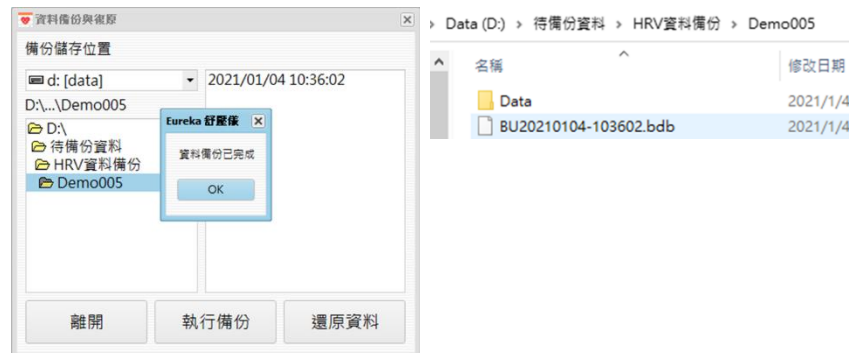 資料備份與復原
備份儲存位置
d: [data]
2021/01/04 10:36:02
D:\...\Demo005
D:\
待備份資料
HRV資料備份
Demo005
Eureka 舒壓儀
資料備份已完成
OK
離開
執行備份
還原資料
› Data (D:) › 待備份資料 › HRV資料備份 › Demo005
名稱
修改日期
Data
2021/1/4
BU20210104-103602.bdb
2021/1/4